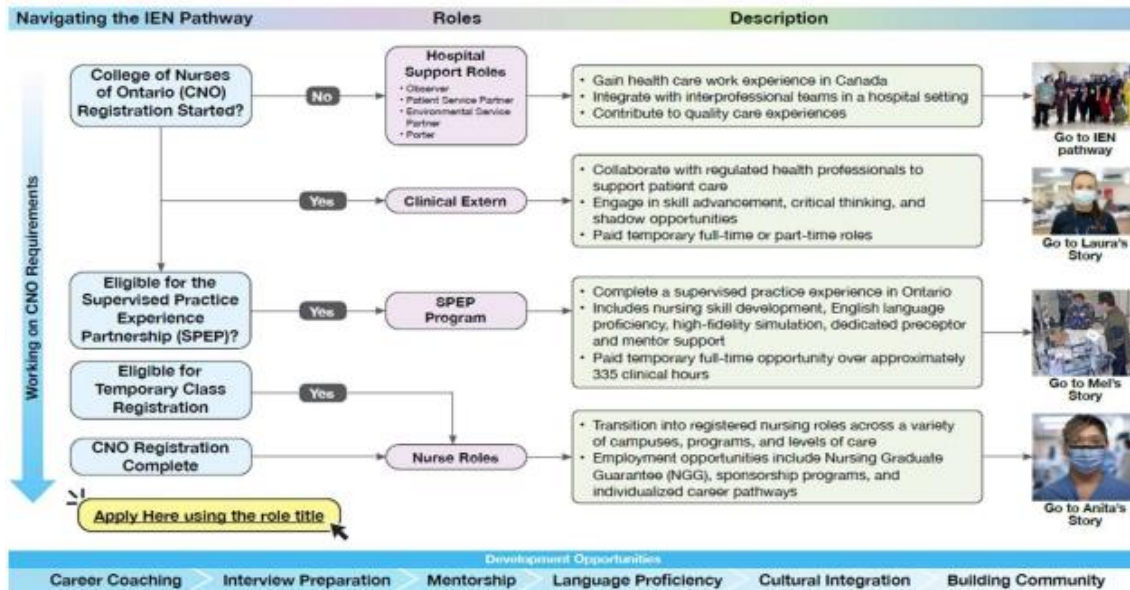 Navigating the IEN Pathway
Roles
Description
Working on CNO Requirements
College of Nurses
of Ontario (CNO)
Registration Started?
No
Hospital
Support Roles
• Observer
• Patient Service Partner
• Environmental Service
Partner
• Porter
• Gain health care work experience in Canada
• Integrate with interprofessional teams in a hospital setting
• Contribute to quality care experiences
Go to IEN
pathway
Yes
Clinical Extern
• Collaborate with regulated health professionals to
support patient care
• Engage in skill advancement, critical thinking, and
shadow opportunities
• Paid temporary full-time or part-time roles
Go to Laura's
Story
Eligible for the
Supervised Practice
Experience
Partnership (SPEP)?
Yes
SPEP
Program
• Complete a supervised practice experience in Ontario
• Includes nursing skill development, English language
proficiency, high-fidelity simulation, dedicated preceptor
and mentor support
• Paid temporary full-time opportunity over approximately
335 clinical hours
Go to Mel's
Story
Eligible for
Temporary Class
Registration
Yes
CNO Registration
Complete
Nurse Roles
• Transition into registered nursing roles across a variety
of campuses, programs, and levels of care
• Employment opportunities include Nursing Graduate
Guarantee (NGG), sponsorship programs, and
individualized career pathways
Go to Anita's
Story
Apply Here using the role title
Development Opportunities
Career Coaching
Interview Preparation
Mentorship
Language Proficiency
Cultural Integration
Building Community